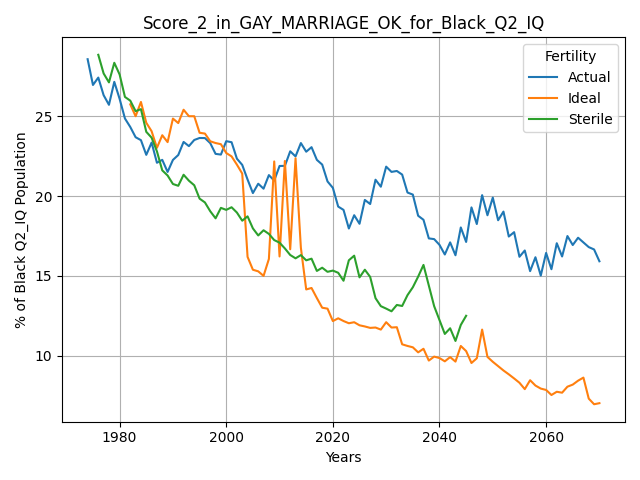 Score_2_in_GAY_MARRIAGE_OK_for_Black_Q2_IQ
Fertility
Actual
Ideal
Sterile
% of Black Q2_IQ Population
25
20
15
10
1980 2000 2020 2040 2060
Years